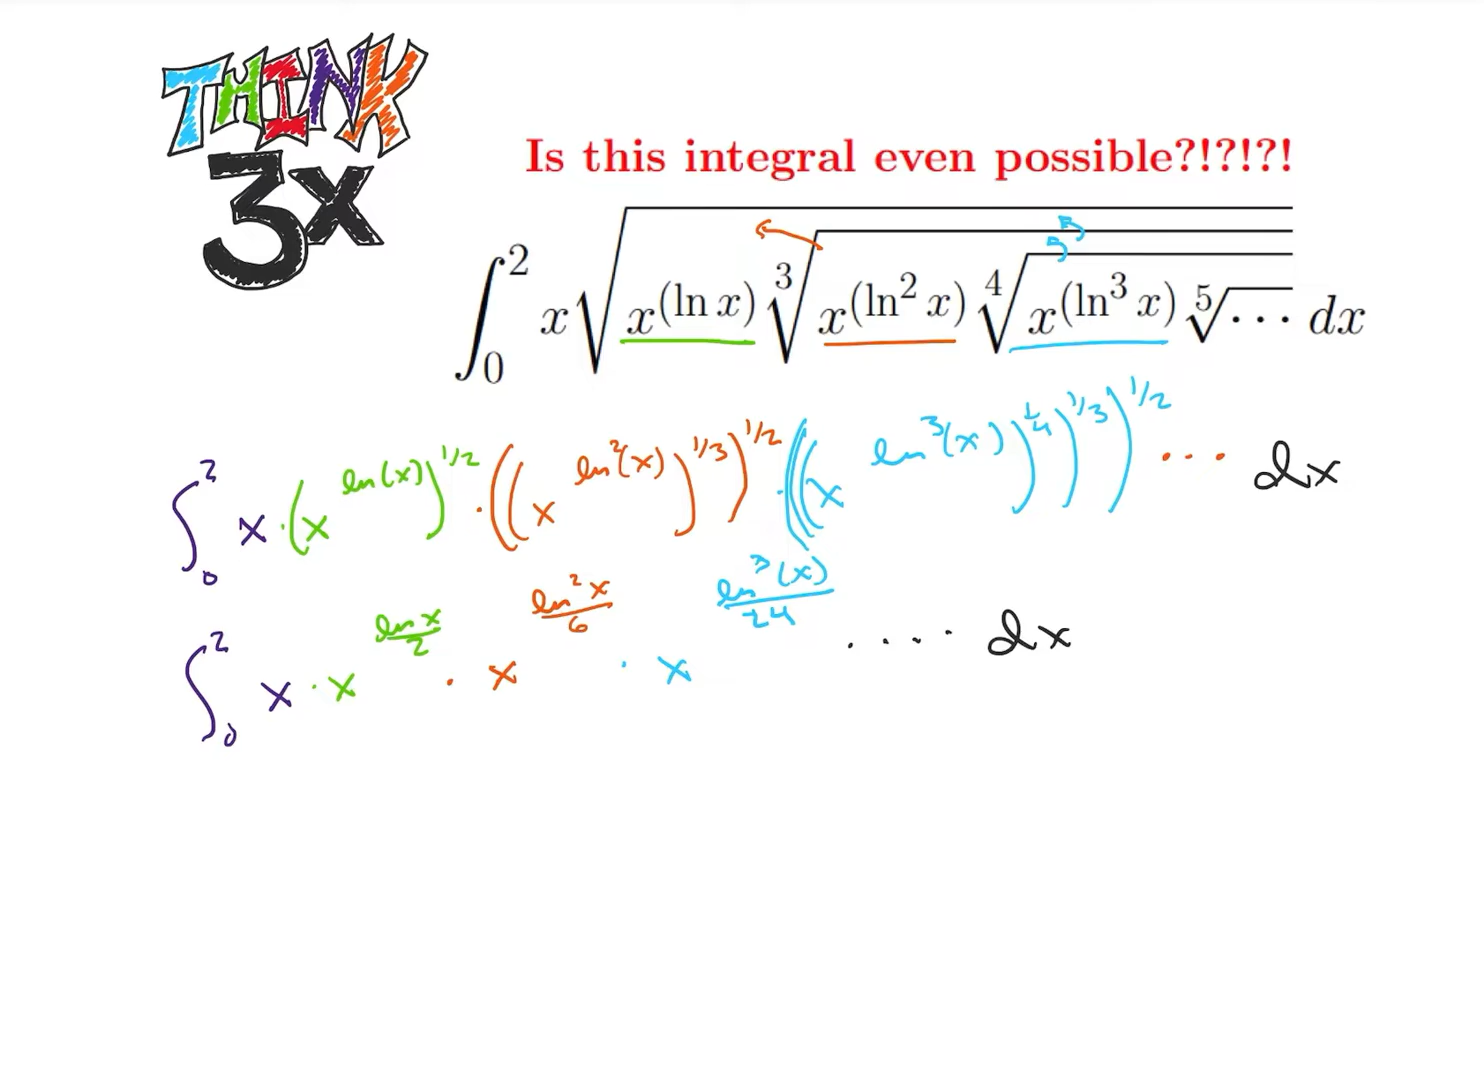 THINK
3x
Is this integral even possible?!?!?!
∫₀² x√(x^(ln x) ∛(x^(ln² x) ∜(x^(ln³ x) ⁵√(⋯)))) dx
∫₀² x · (x^ln(x))^1/2 · ((x^ln²(x))^1/3)^1/2 · (((x^ln³(x))^1/4)^1/3)^1/2 ... dx
∫₀² x · x^(ln x/2) · x^(ln² x/6) · x^(ln³(x)/24) .... dx